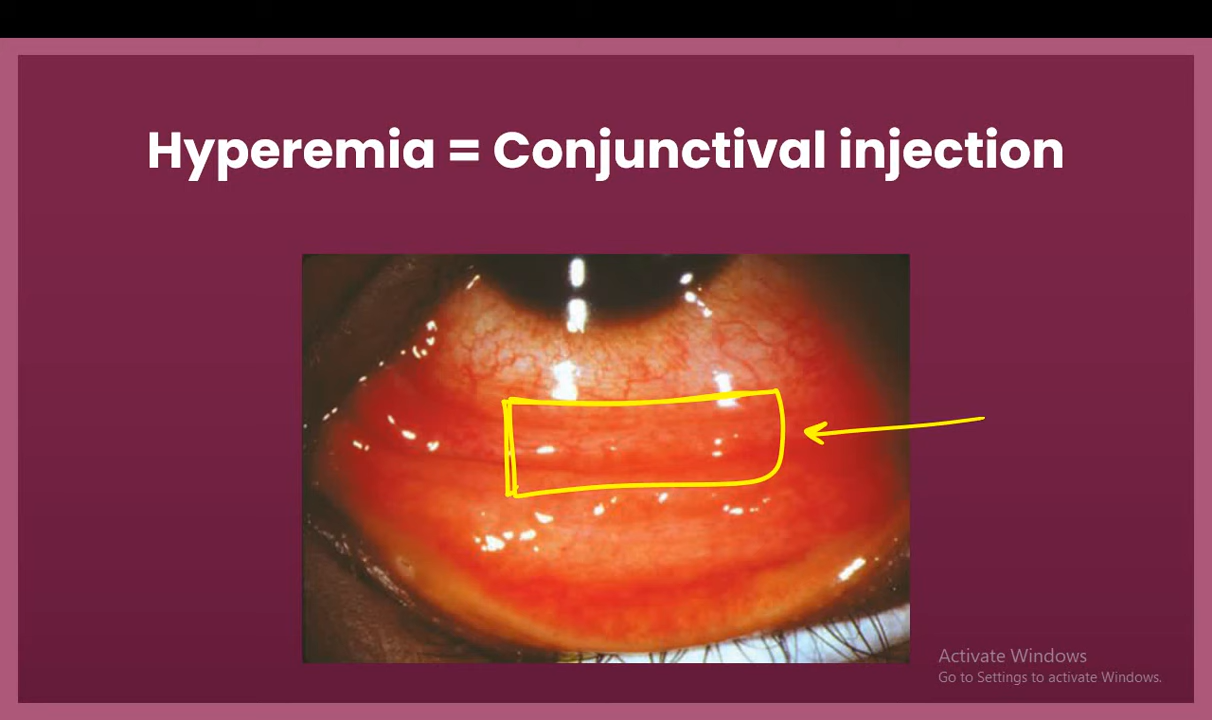 Hyperemia = Conjunctival injection
Activate Windows
Go to Settings to activate Windows.